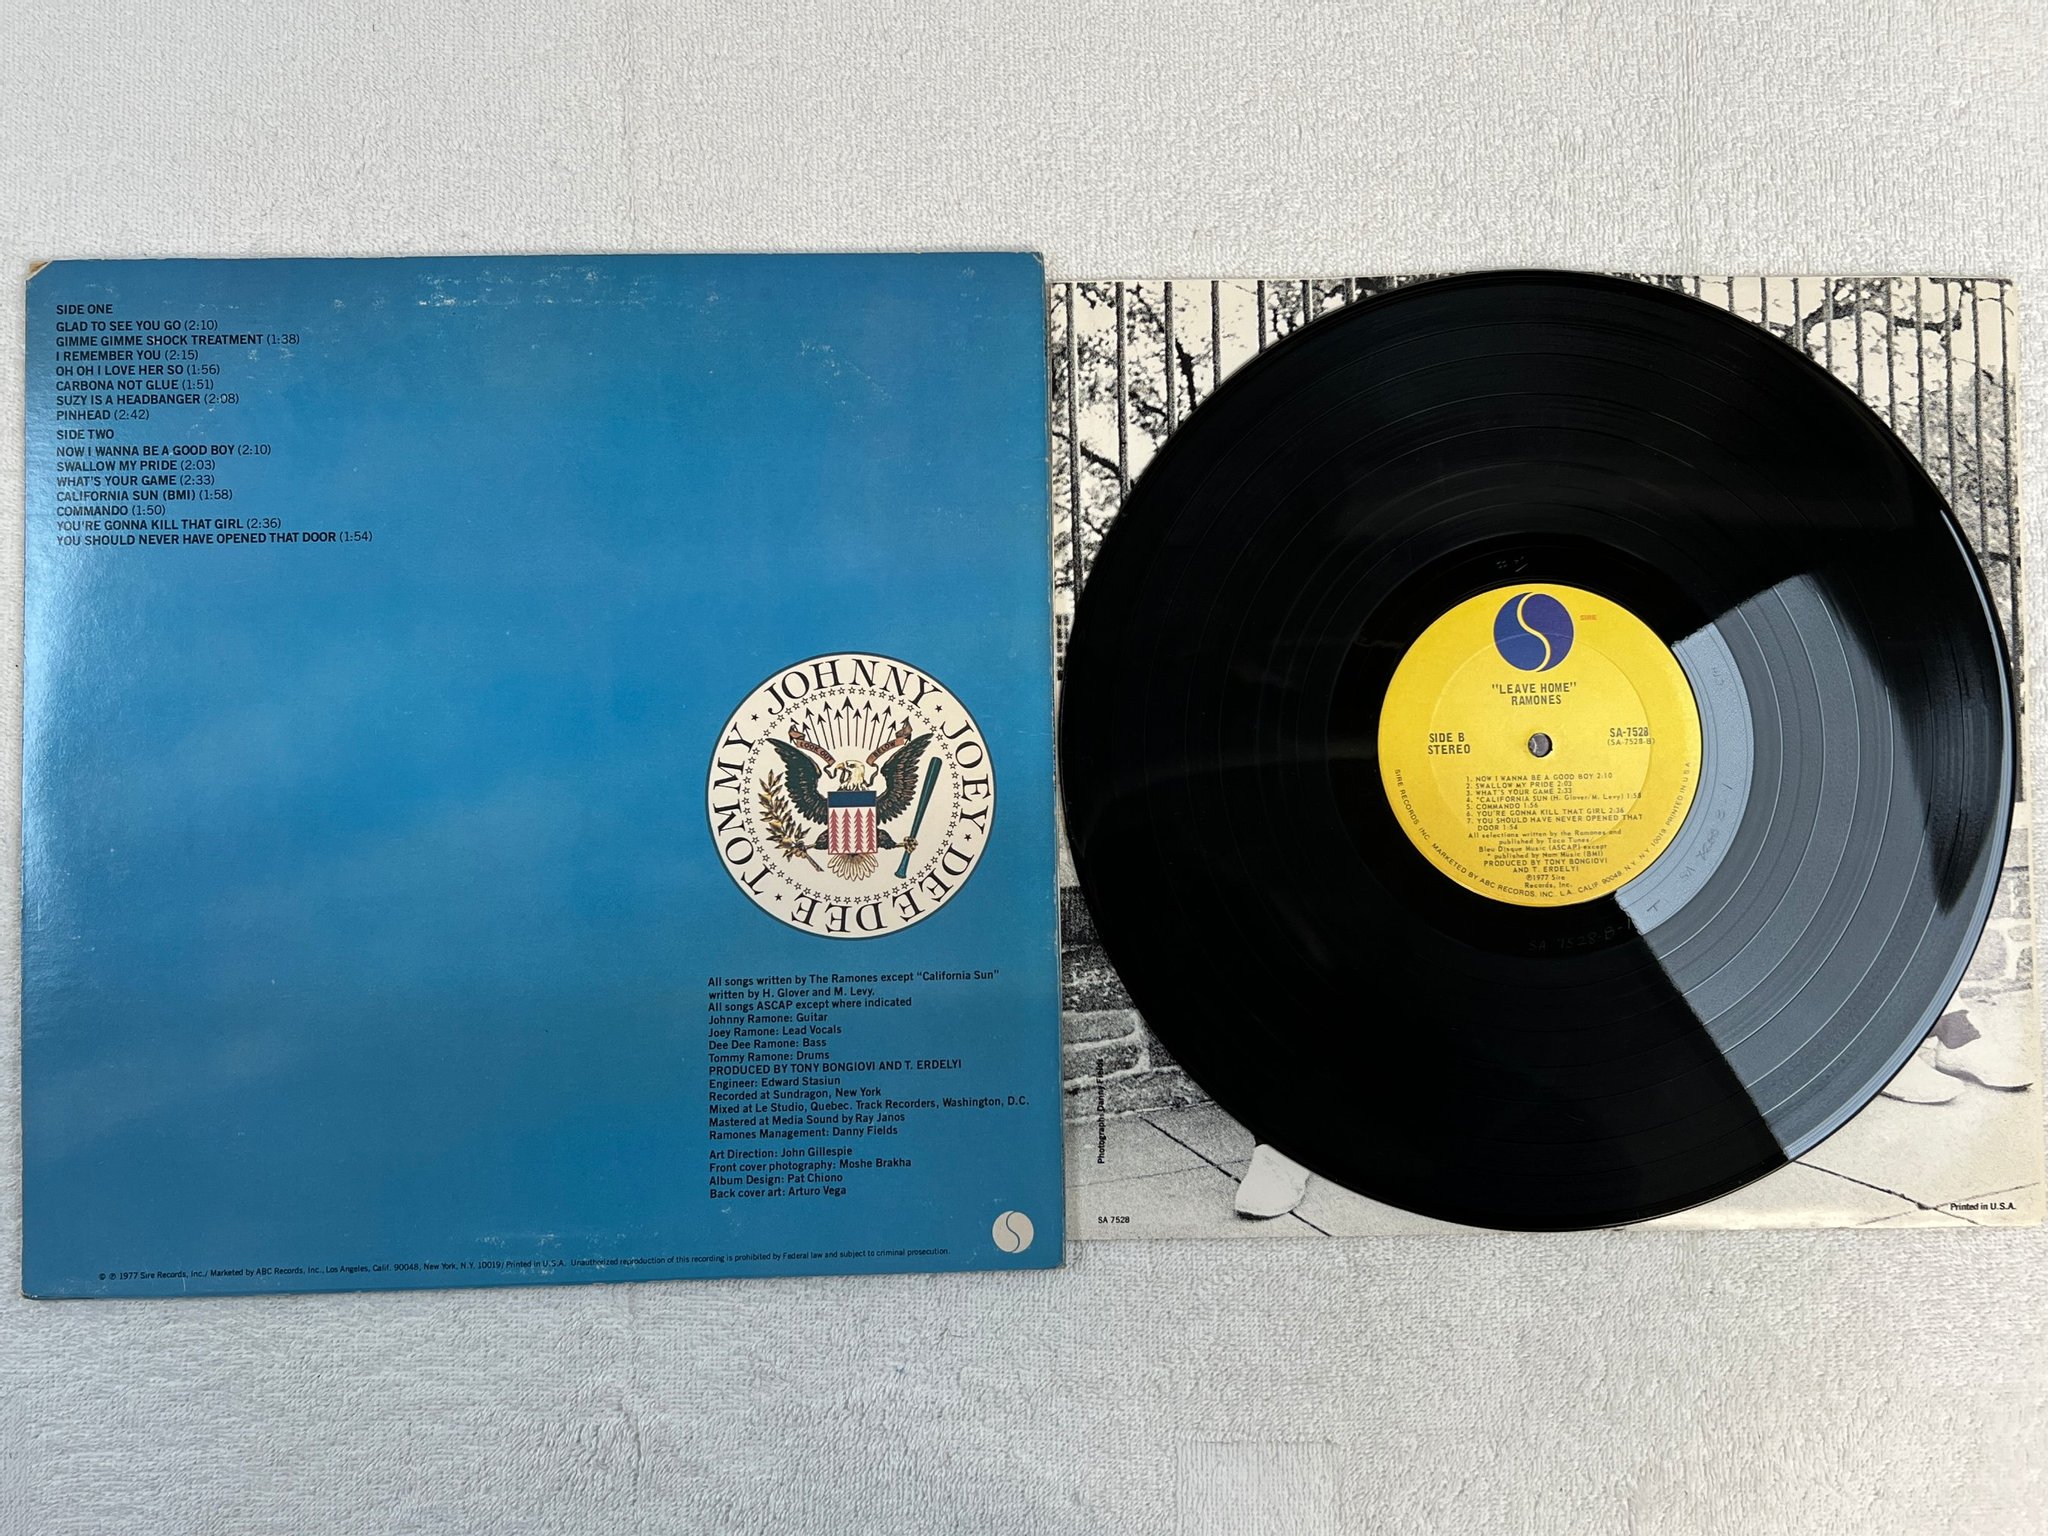 SIDE ONE
GLAD TO SEE YOU GO (2:10)
GIMME GIMME SHOCK TREATMENT (1:38)
I REMEMBER YOU (2:15)
OH OH I LOVE HER SO (1:56)
CARBONA NOT GLUE (1:51)
SUZY IS A HEADBANGER (2:08)
PINHEAD (2:42)
SIDE TWO
NOW I WANNA BE A GOOD BOY (2:10)
SWALLOW MY PRIDE (2:03)
WHAT'S YOUR GAME (2:33)
CALIFORNIA SUN (BMI) (1:58)
COMMANDO (1:50)
YOU'RE GONNA KILL THAT GIRL (2:36)
YOU SHOULD NEVER HAVE OPENED THAT DOOR (1:54)
TOMMY ★ JOHNNY ★ JOEY ★ DEEDEE ★
LOOK OUT BELOW
All songs written by The Ramones except "California Sun"
written by H. Glover and M. Levy.
All songs ASCAP except where indicated
Johnny Ramone: Guitar
Joey Ramone: Lead Vocals
Dee Dee Ramone: Bass
Tommy Ramone: Drums
PRODUCED BY TONY BONGIOVI AND T. ERDELYI
Engineer: Edward Stasiun
Recorded at Sundragon, New York
Mixed at Le Studio, Quebec. Track Recorders, Washington, D.C.
Mastered at Media Sound by Ray Janos
Ramones Management: Danny Fields
Art Direction: John Gillespie
Front cover photography: Moshe Brakha
Album Design: Pat Chiono
Back cover art: Arturo Vega
© ℗ 1977 Sire Records, Inc./ Marketed by ABC Records, Inc., Los Angeles, Calif. 90048, New York, N.Y. 10019/ Printed in U.S.A. Unauthorized reproduction of this recording is prohibited by Federal law and subject to criminal prosecution.
SIRE
"LEAVE HOME"
RAMONES
SIDE B
STEREO
SA-7528
(SA-7528-B)
1. NOW I WANNA BE A GOOD BOY 2:10
2. SWALLOW MY PRIDE 2:03
3. WHAT'S YOUR GAME 2:33
4. *CALIFORNIA SUN (H. Glover/M. Levy) 1:58
5. COMMANDO 1:56
6. YOU'RE GONNA KILL THAT GIRL 2:36
7. YOU SHOULD HAVE NEVER OPENED THAT
DOOR 1:54
All selections written by the Ramones and
published by Taco Tunes
Bleu Disque Music (ASCAP) except
* published by Nom Music (BMI)
PRODUCED BY TONY BONGIOVI
AND T. ERDELYI
℗1977 Sire
Records, Inc.
SIRE RECORDS, INC. MARKETED BY ABC RECORDS, INC. L.A. CALIF. 90048 N.Y. N.Y. 10019 PRINTED IN U.S.A.
SA 7528-B-1
Photograph: Danny Fields
SA 7528
Printed in U.S.A.